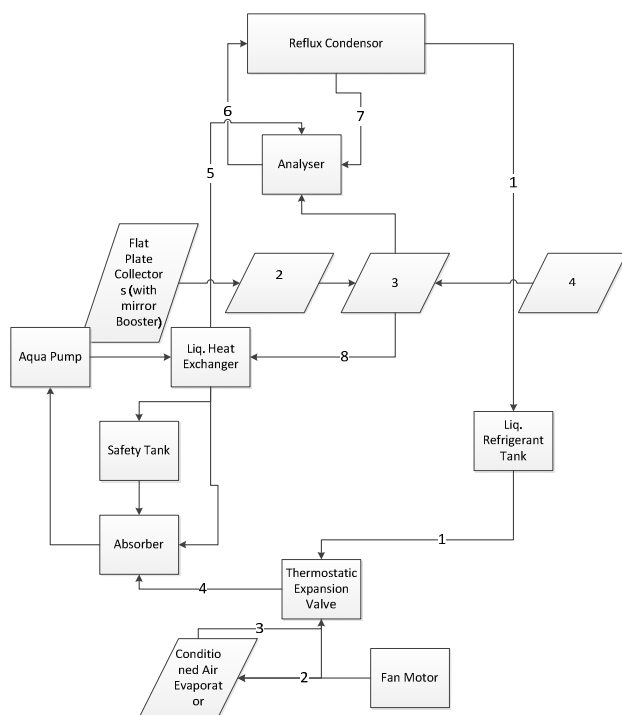 Reflux Condensor
6
7
Analyser
5
1
Flat
Plate
Collector
s (with
mirror
Booster)
2
3
4
Aqua Pump
Liq. Heat
Exchanger
8
Safety Tank
Liq.
Refrigerant
Tank
Absorber
1
4
Thermostatic
Expansion
Valve
3
Conditio
ned Air
Evaporat
or
2
Fan Motor